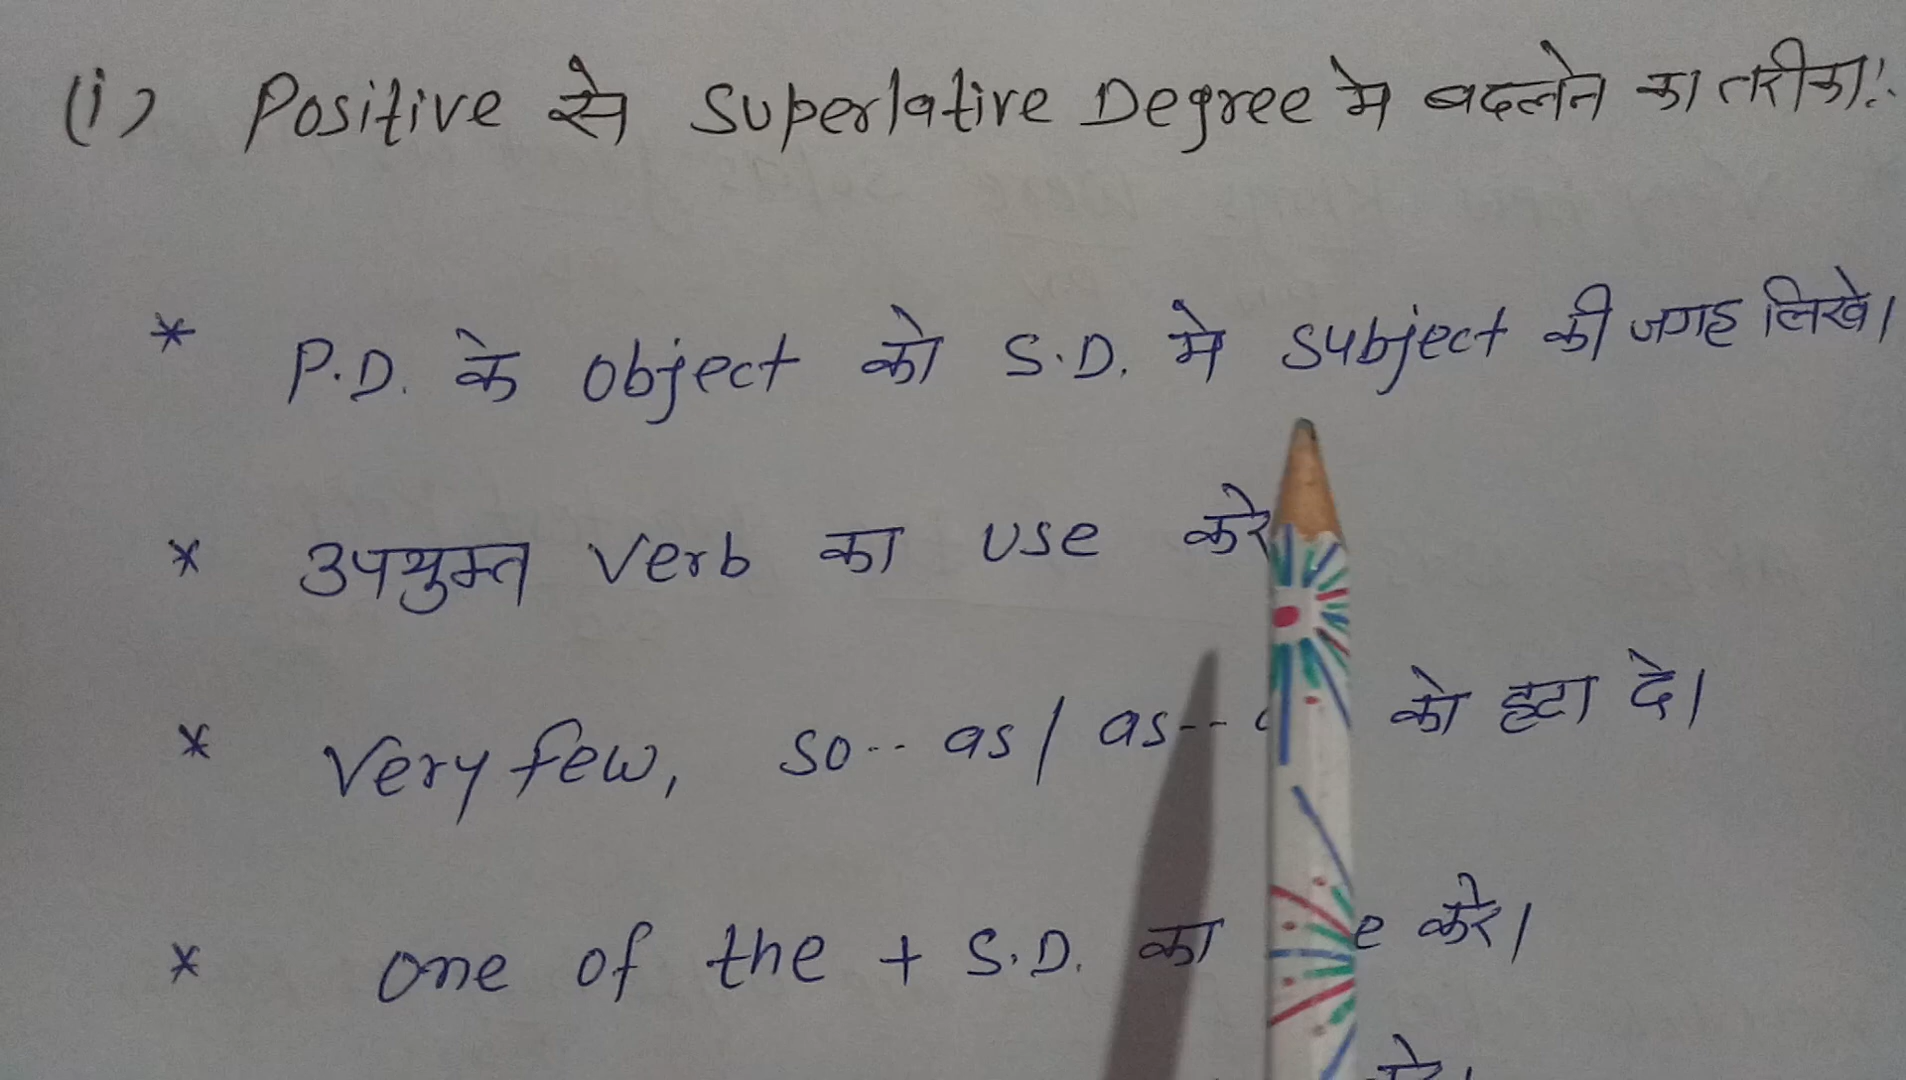 (i) Positive से Superlative Degree मे बदलने का तरीका:
* P.D. के object को S.D. मे subject की जगह लिखे।
* उपयुक्त Verb का use करे
* Very few, so-- as / as-- को हटा दे।
* one of the + S.D. का करे।